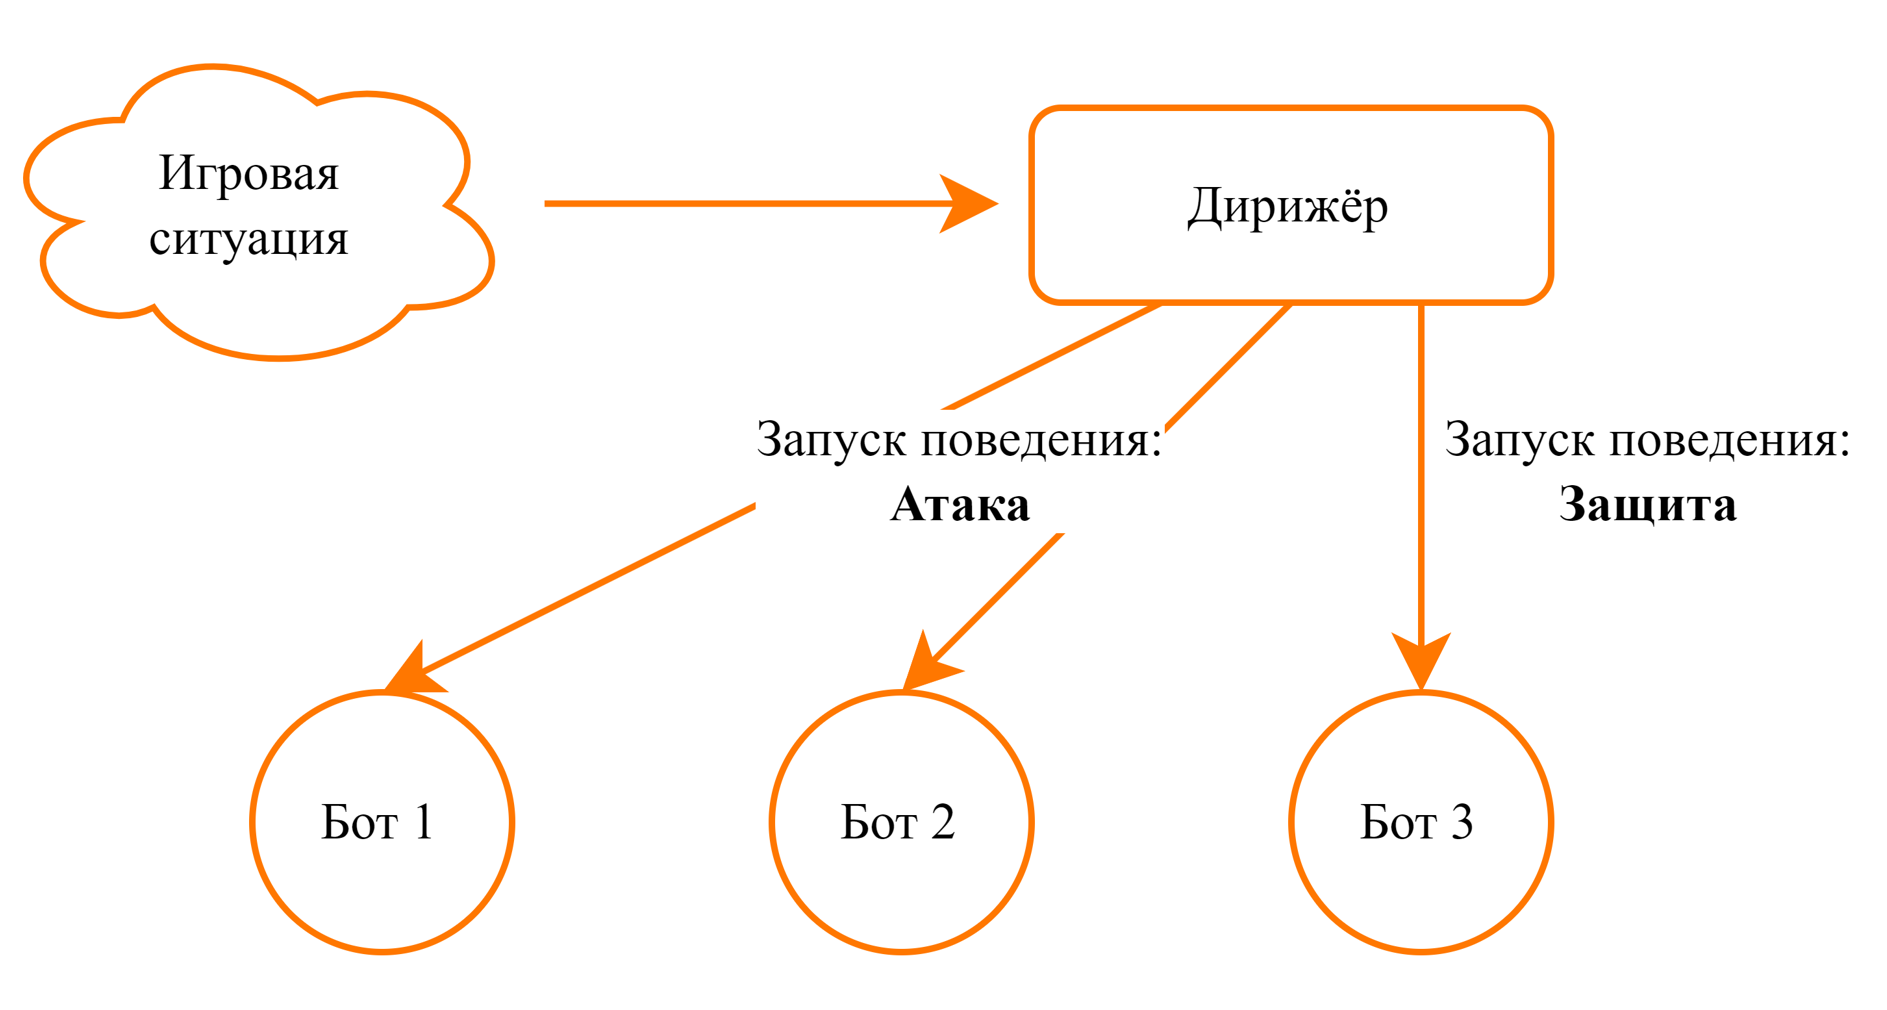 Игровая
ситуация
Дирижёр
Запуск поведения:
Атака
Запуск поведения:
Защита
Бот 1
Бот 2
Бот 3